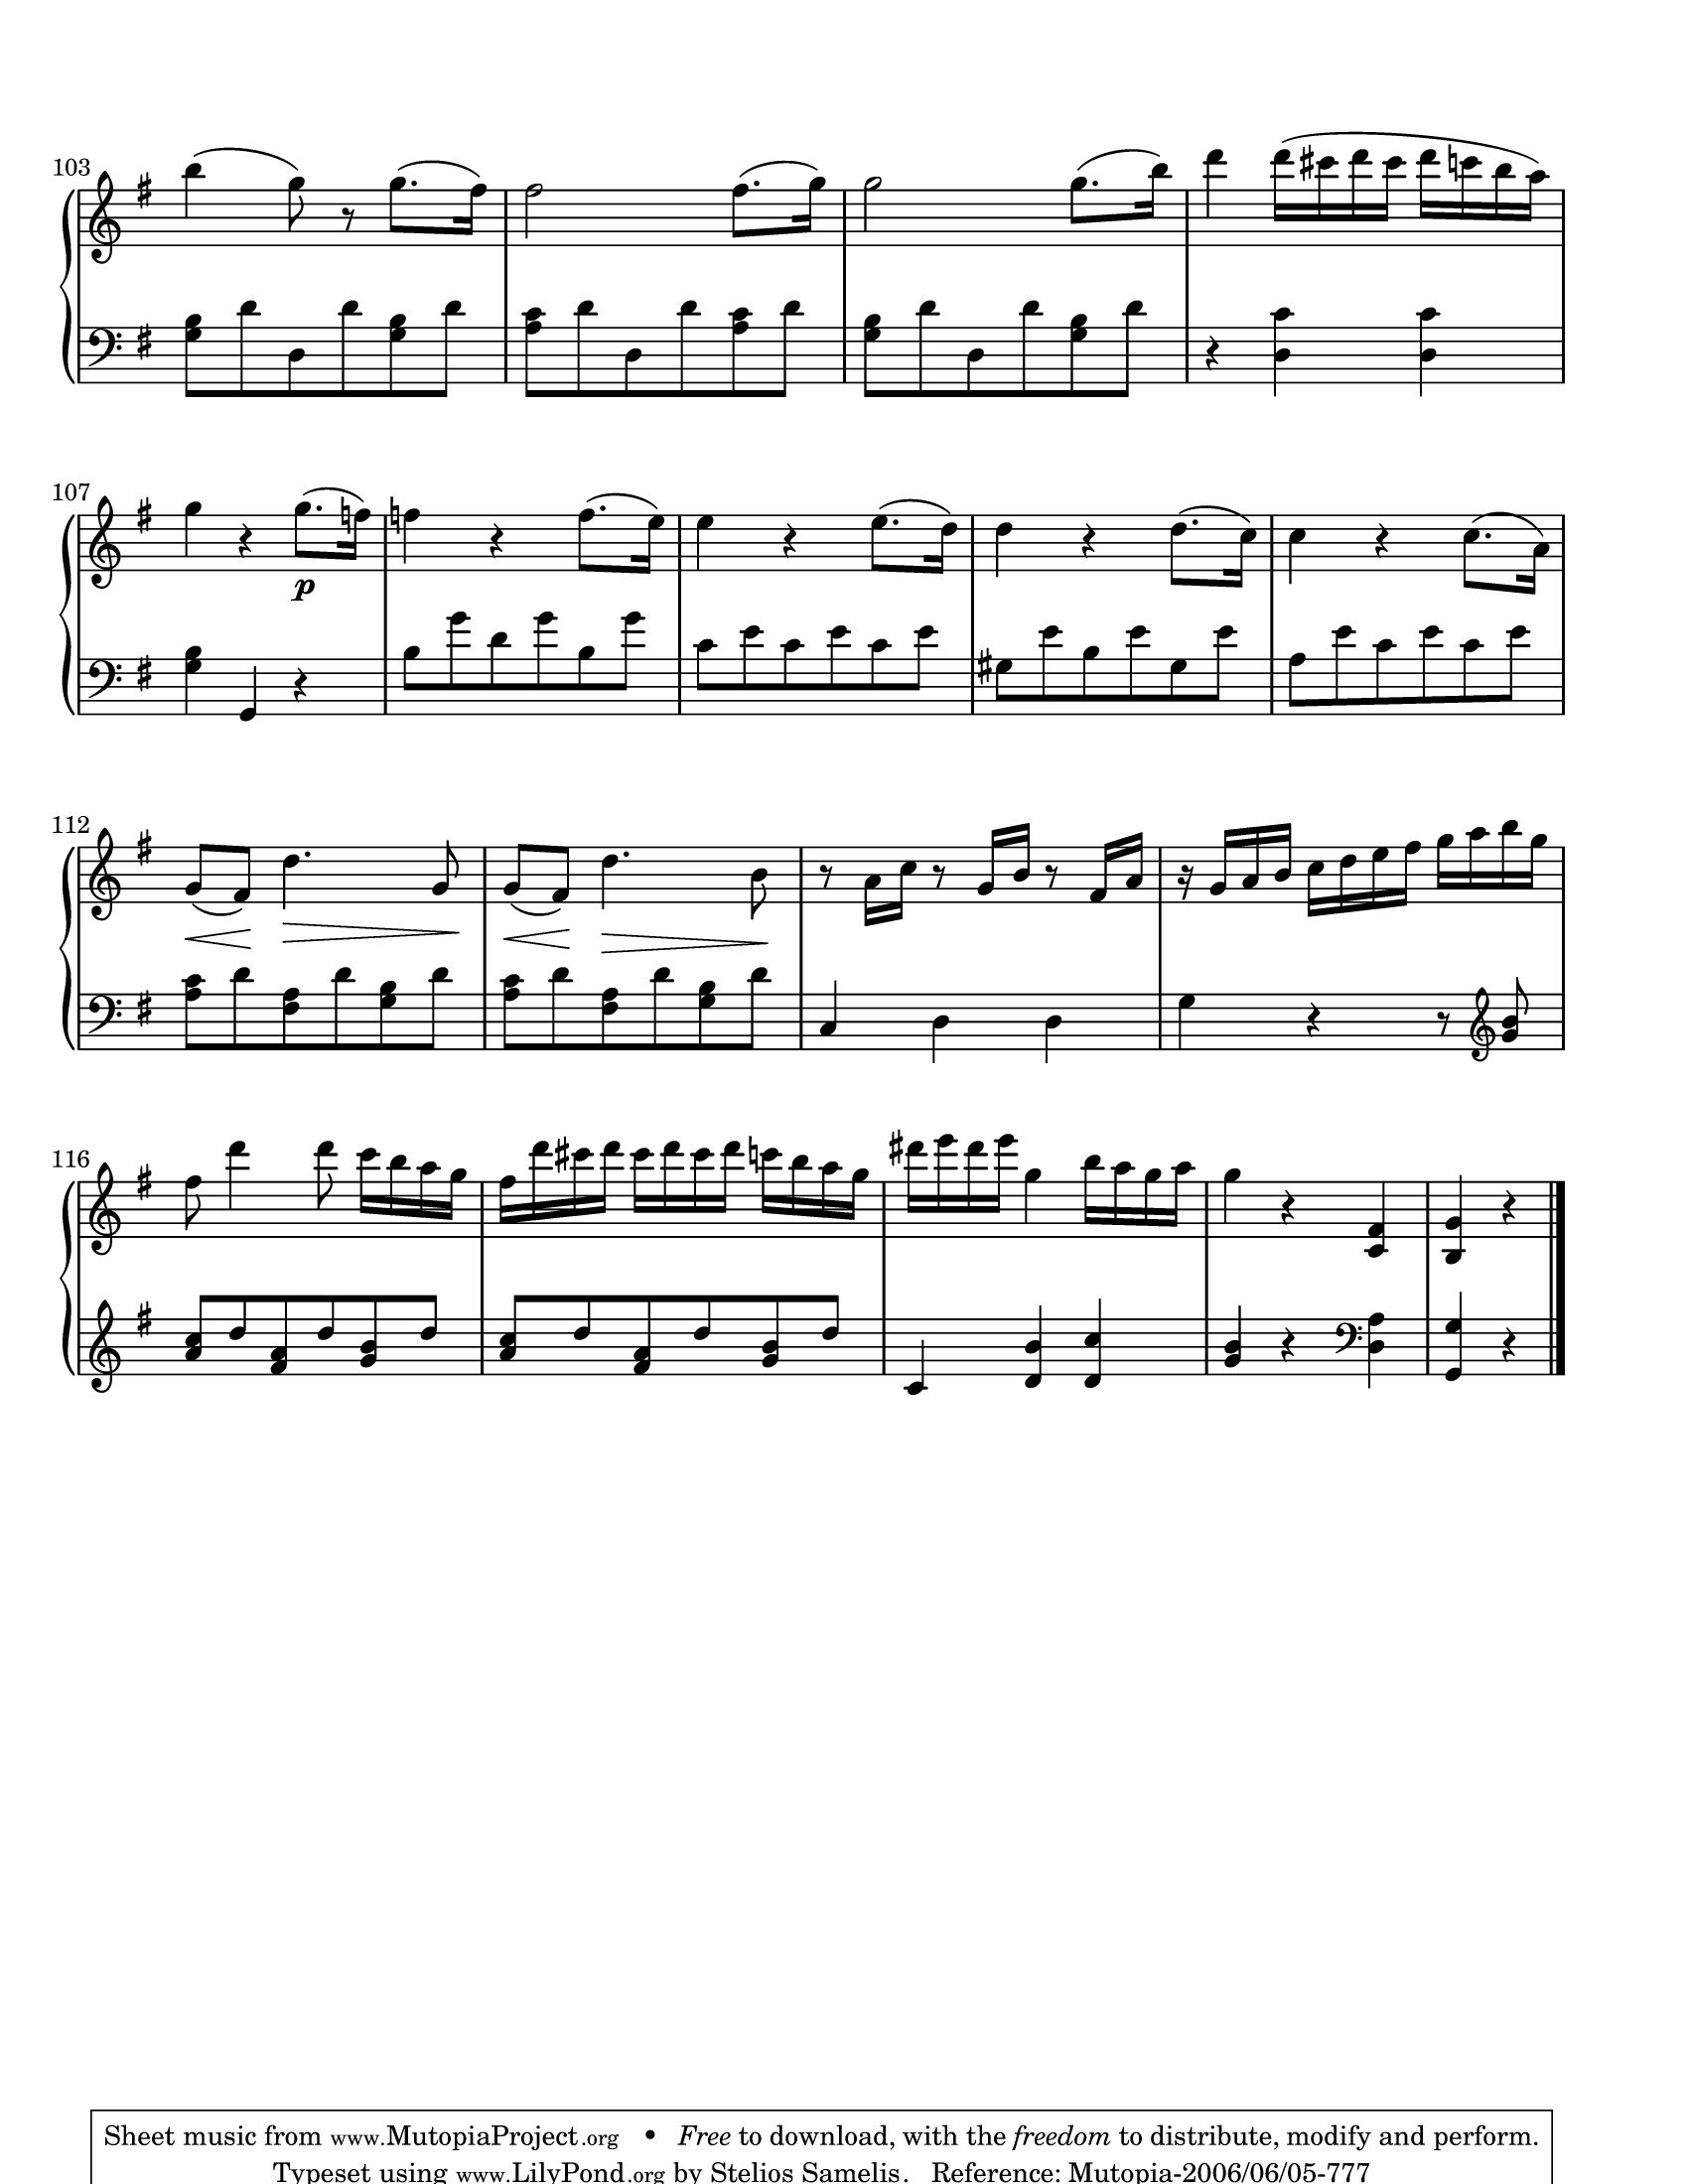 103
107
p
112
116
Sheet music from www.MutopiaProject.org • Free to download, with the freedom to distribute, modify and perform.
Typeset using www.LilyPond.org by Stelios Samelis. Reference: Mutopia-2006/06/05-777